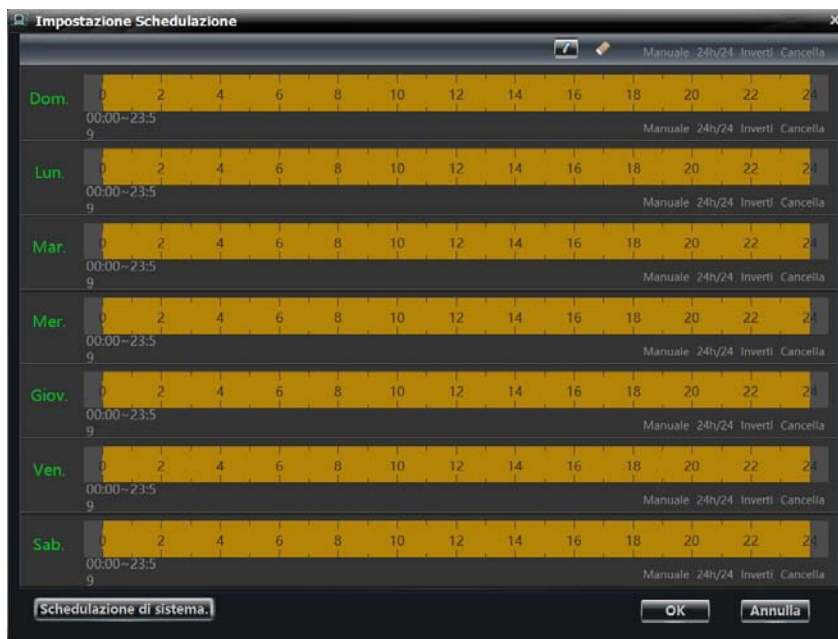 Impostazione Schedulazione X
Manuale 24h/24 Inverti Cancella
Dom. 0 2 4 6 8 10 12 14 16 18 20 22 24
00:00~23:5
9
Manuale 24h/24 Inverti Cancella
Lun. 0 2 4 6 8 10 12 14 16 18 20 22 24
00:00~23:5
9
Manuale 24h/24 Inverti Cancella
Mar. 0 2 4 6 8 10 12 14 16 18 20 22 24
00:00~23:5
9
Manuale 24h/24 Inverti Cancella
Mer. 0 2 4 6 8 10 12 14 16 18 20 22 24
00:00~23:5
9
Manuale 24h/24 Inverti Cancella
Giov. 0 2 4 6 8 10 12 14 16 18 20 22 24
00:00~23:5
9
Manuale 24h/24 Inverti Cancella
Ven. 0 2 4 6 8 10 12 14 16 18 20 22 24
00:00~23:5
9
Manuale 24h/24 Inverti Cancella
Sab. 0 2 4 6 8 10 12 14 16 18 20 22 24
00:00~23:5
9
Manuale 24h/24 Inverti Cancella
Schedulazione di sistema. OK Annulla